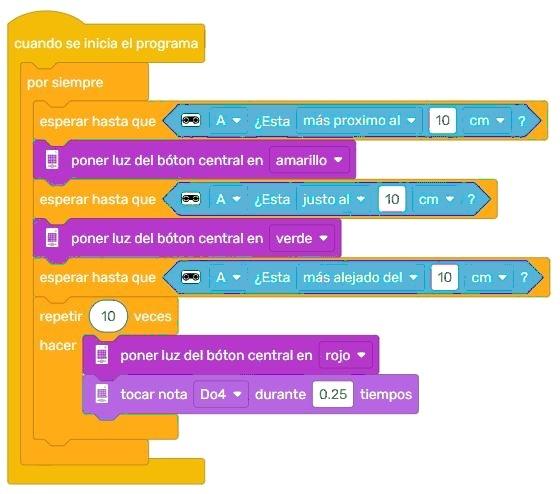 cuando se inicia el programa
por siempre
esperar hasta que A ¿Esta más proximo al 10 cm ?
poner luz del bóton central en amarillo
esperar hasta que A ¿Esta justo al 10 cm ?
poner luz del bóton central en verde
esperar hasta que A ¿Esta más alejado del 10 cm ?
repetir 10 veces
hacer
poner luz del bóton central en rojo
tocar nota Do4 durante 0.25 tiempos